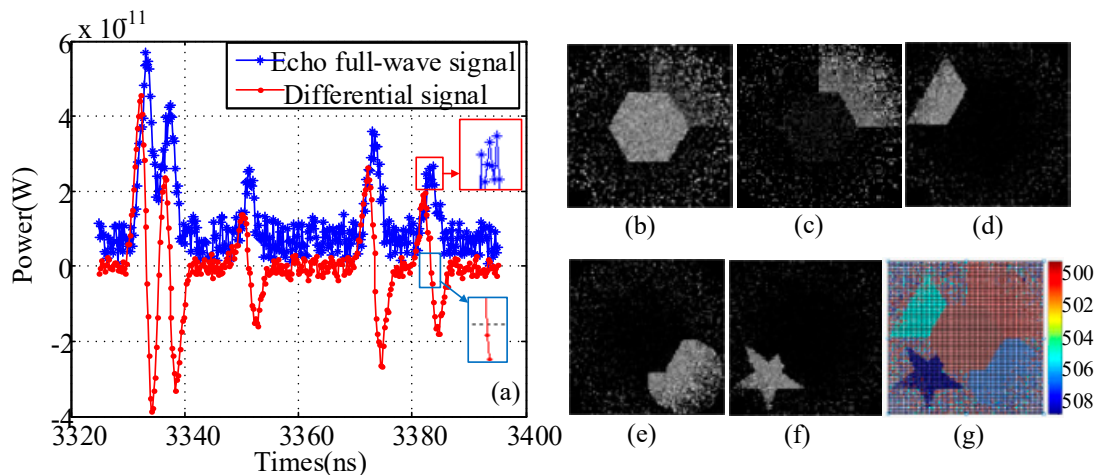 x 10^11
6
4
2
0
-2
-4
Power(W)
Echo full-wave signal
Differential signal
(a)
3320 3340 3360 3380 3400
Times(ns)
(b) (c) (d)
500
502
504
506
508
(e) (f) (g)